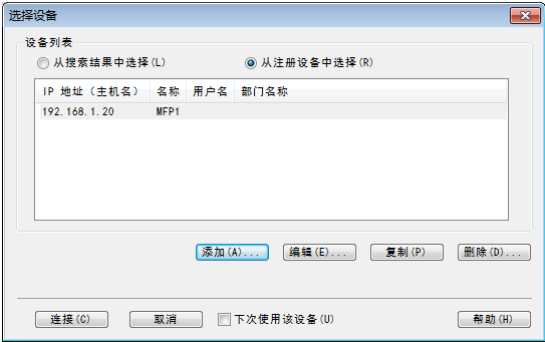 选择设备
设备列表
从搜索结果中选择(L) 从注册设备中选择(R)
IP 地址（主机名） 名称 用户名 部门名称
192.168.1.20 MFP1
添加(A)... 编辑(E)... 复制(P) 删除(D)...
连接(C) 取消 下次使用该设备(U) 帮助(H)